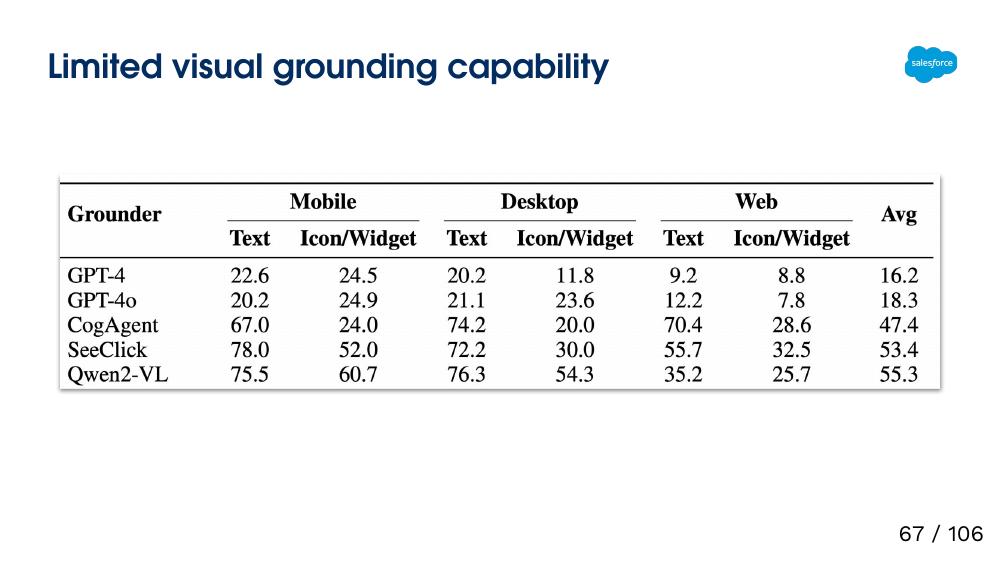 Limited visual grounding capability
salesforce
Grounder Mobile Desktop Web Avg
Text Icon/Widget Text Icon/Widget Text Icon/Widget
GPT-4 22.6 24.5 20.2 11.8 9.2 8.8 16.2
GPT-4o 20.2 24.9 21.1 23.6 12.2 7.8 18.3
CogAgent 67.0 24.0 74.2 20.0 70.4 28.6 47.4
SeeClick 78.0 52.0 72.2 30.0 55.7 32.5 53.4
Qwen2-VL 75.5 60.7 76.3 54.3 35.2 25.7 55.3
67 / 106